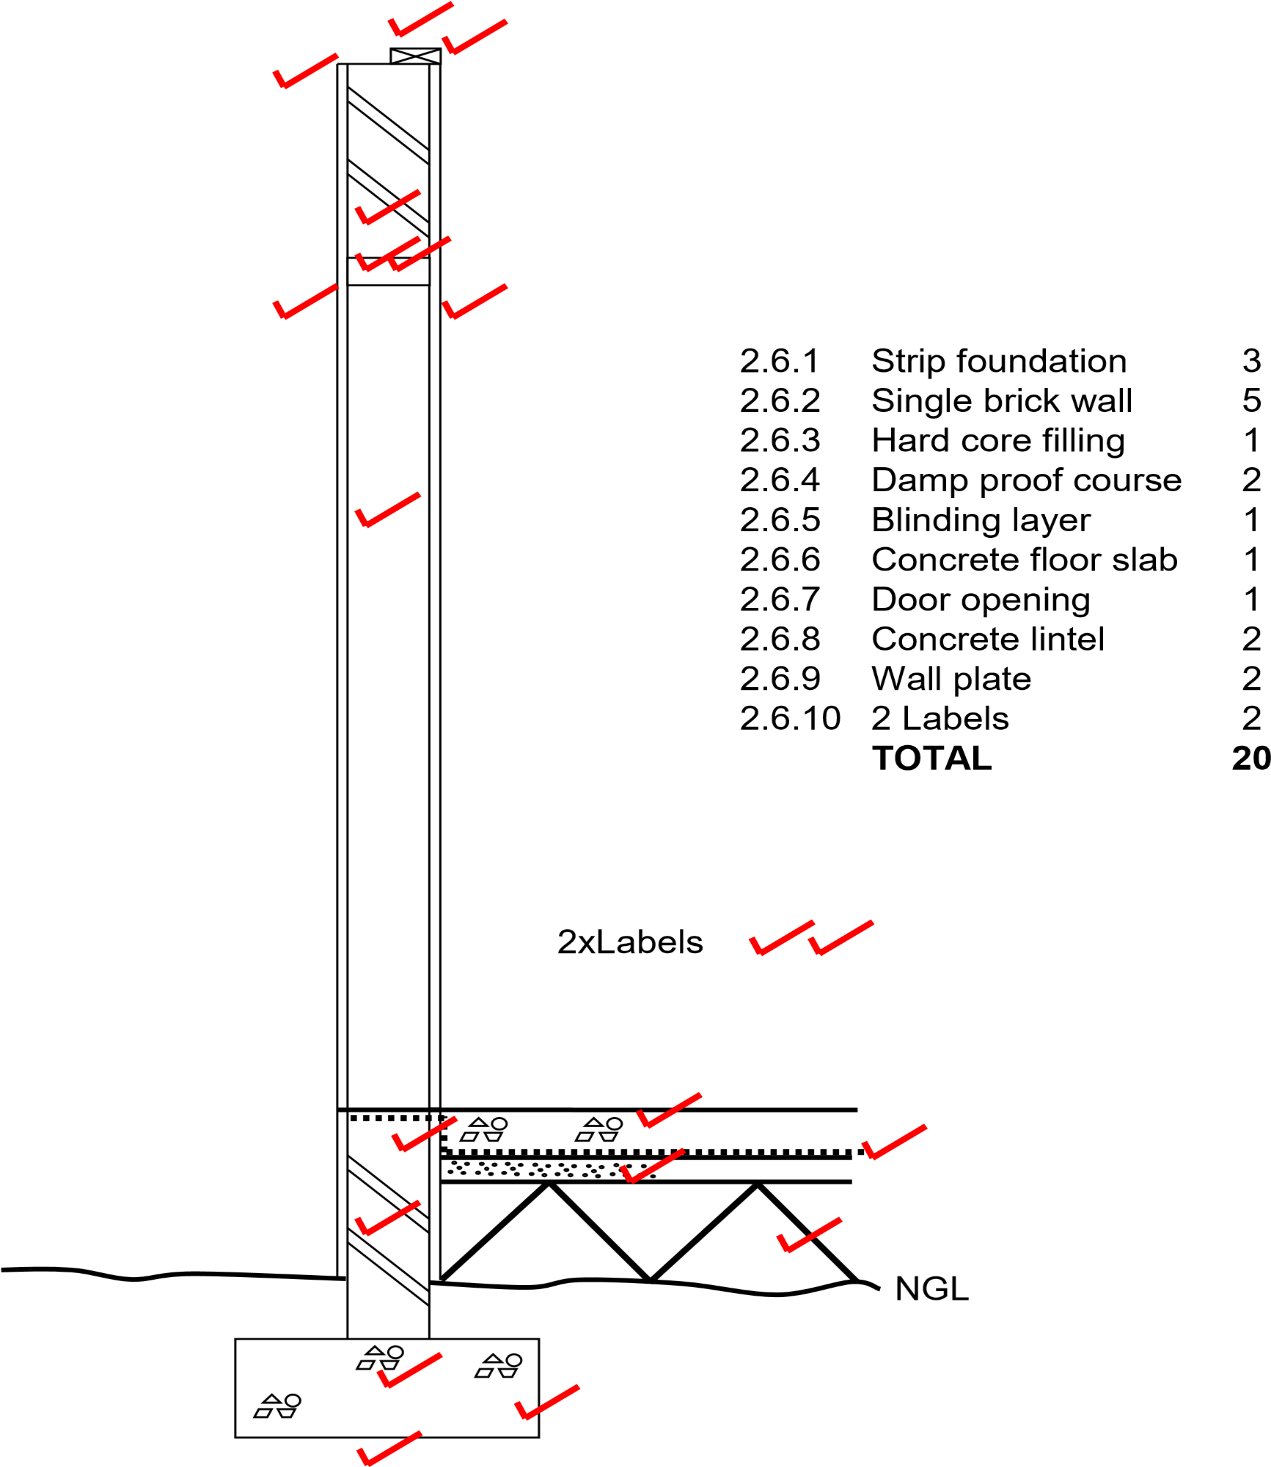 2.6.1 Strip foundation 3
2.6.2 Single brick wall 5
2.6.3 Hard core filling 1
2.6.4 Damp proof course 2
2.6.5 Blinding layer 1
2.6.6 Concrete floor slab 1
2.6.7 Door opening 1
2.6.8 Concrete lintel 2
2.6.9 Wall plate 2
2.6.10 2 Labels 2
TOTAL 20
2xLabels
NGL